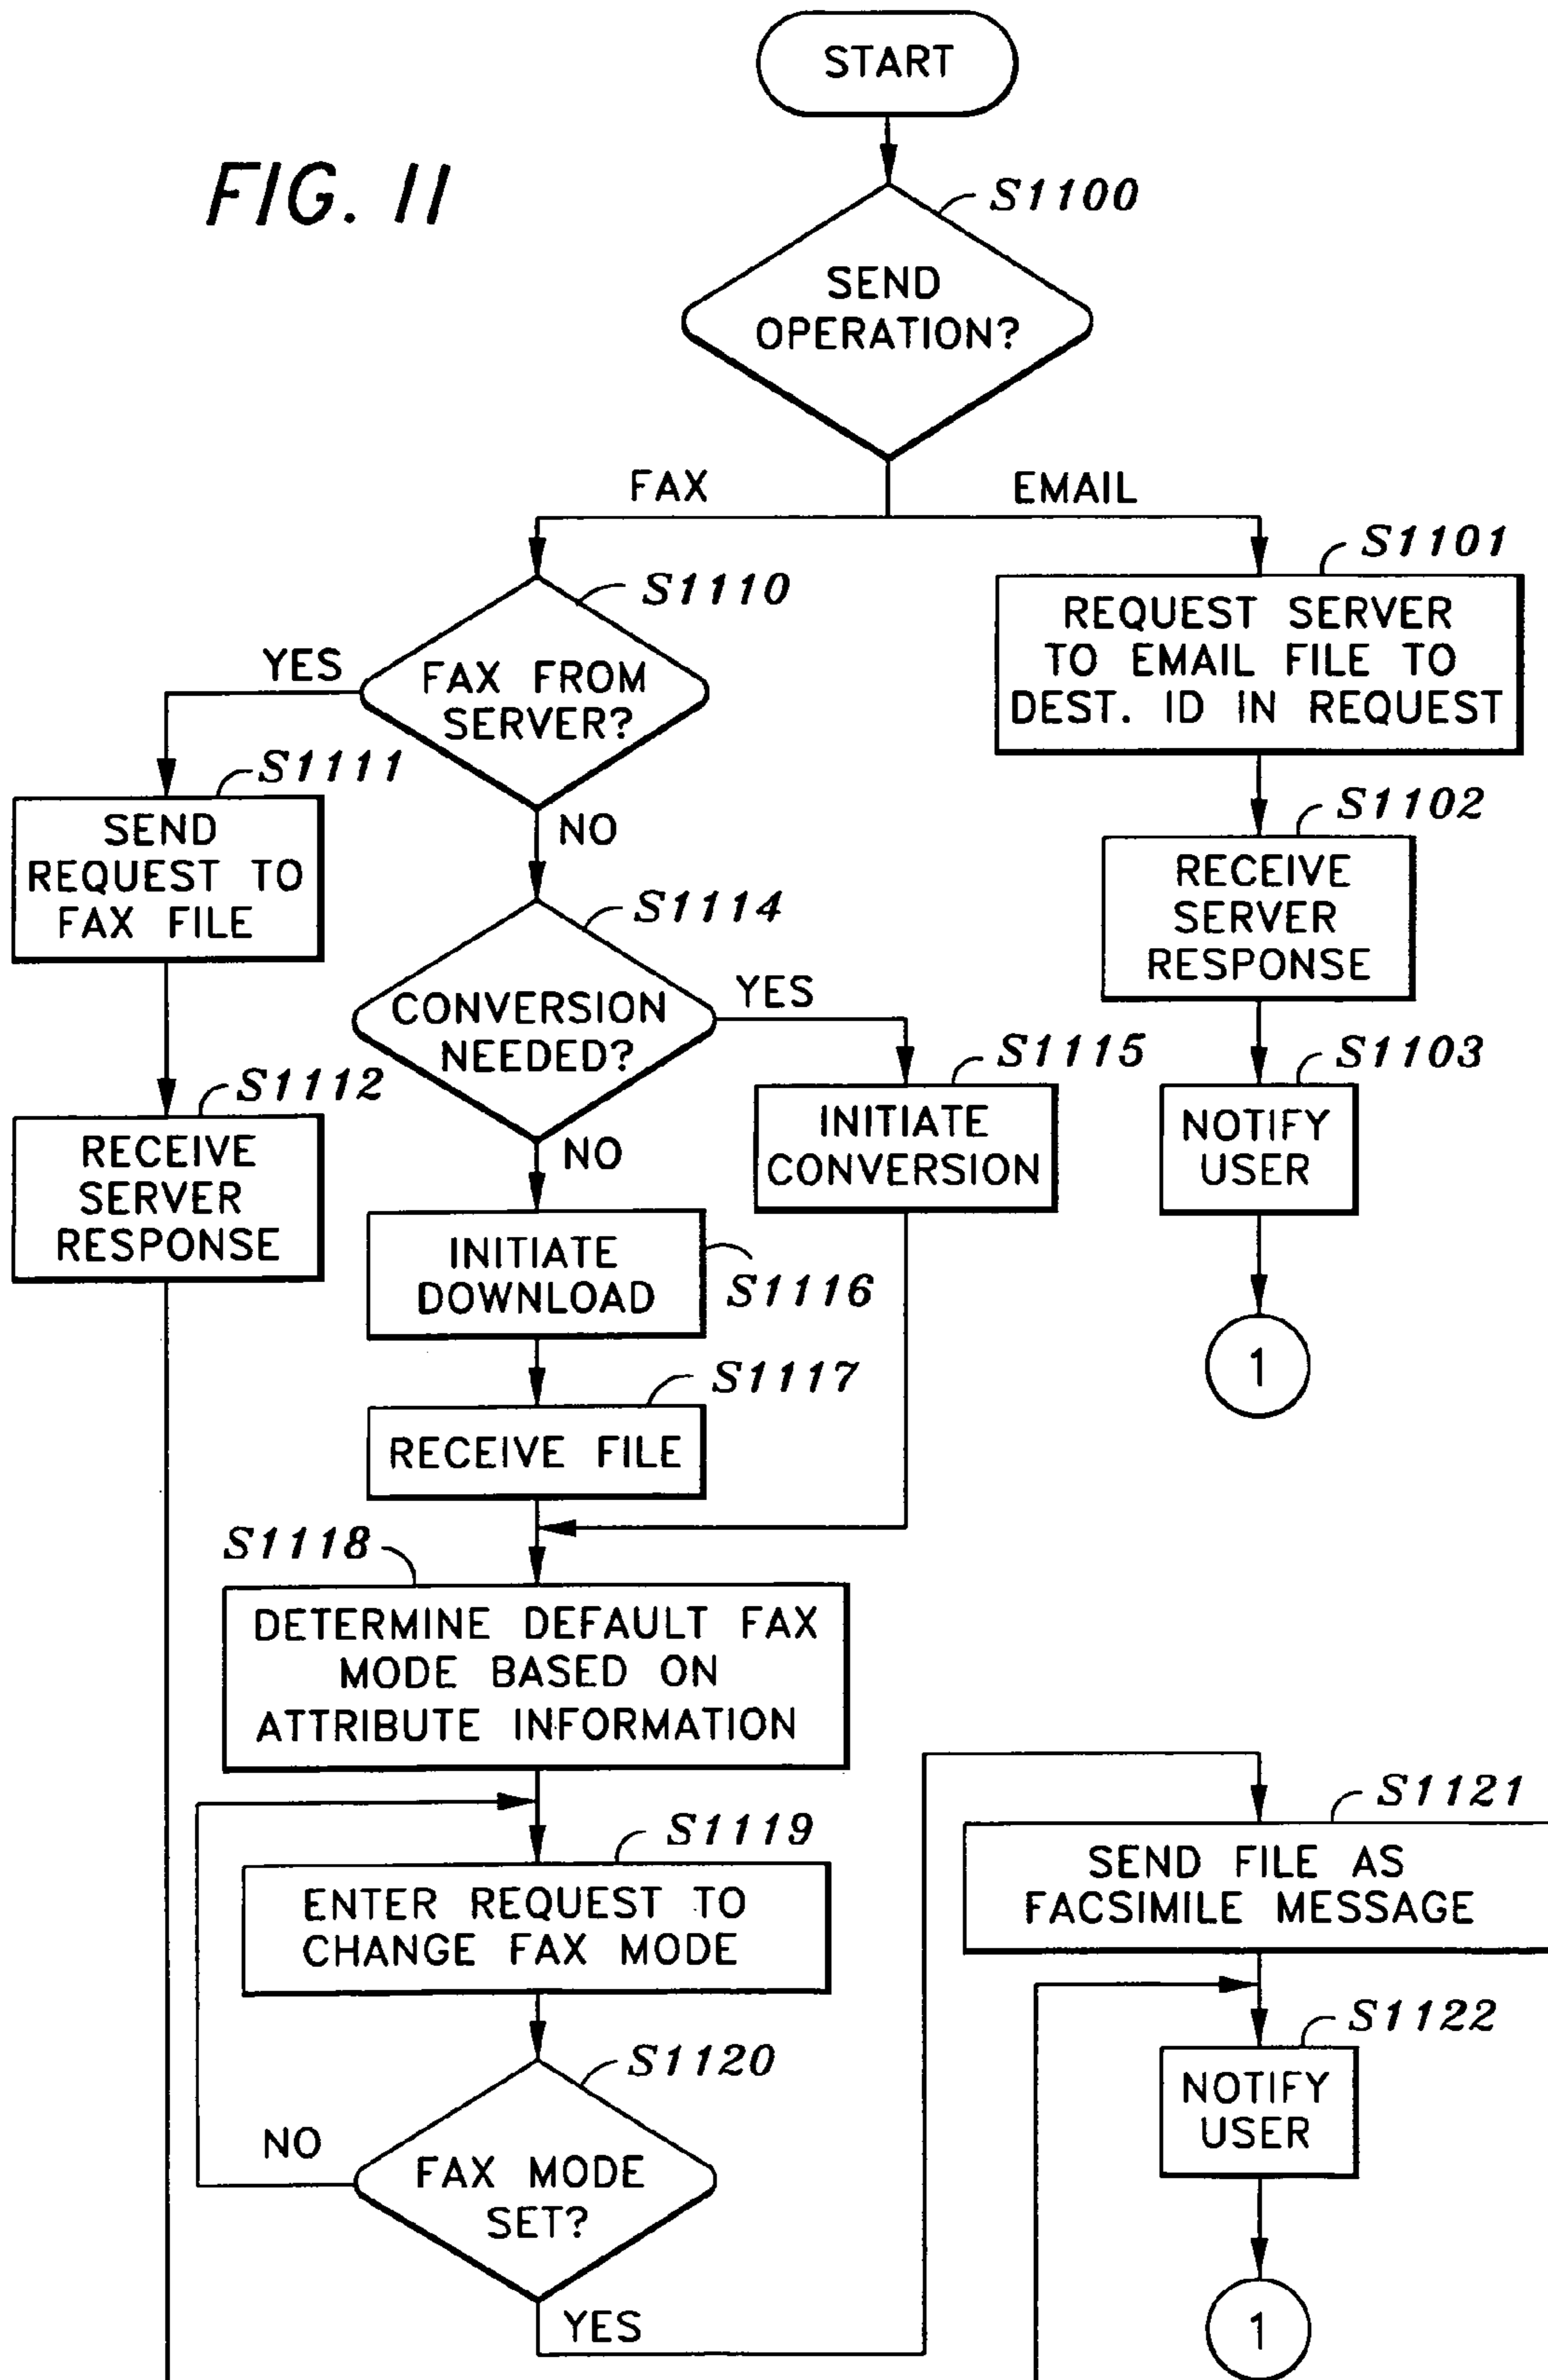 START
FIG. 11
S1100
SEND
OPERATION?
FAX
EMAIL
S1101
REQUEST SERVER
TO EMAIL FILE TO
DEST. ID IN REQUEST
S1110
YES
FAX FROM
SERVER?
S1111
SEND
REQUEST TO
FAX FILE
NO
S1102
RECEIVE
SERVER
RESPONSE
S1114
CONVERSION
NEEDED?
YES
S1115
INITIATE
CONVERSION
S1103
NOTIFY
USER
S1112
RECEIVE
SERVER
RESPONSE
NO
INITIATE
DOWNLOAD
S1116
1
S1117
RECEIVE FILE
S1118
DETERMINE DEFAULT FAX
MODE BASED ON
ATTRIBUTE INFORMATION
S1119
ENTER REQUEST TO
CHANGE FAX MODE
S1121
SEND FILE AS
FACSIMILE MESSAGE
S1120
NO
FAX MODE
SET?
YES
S1122
NOTIFY
USER
1